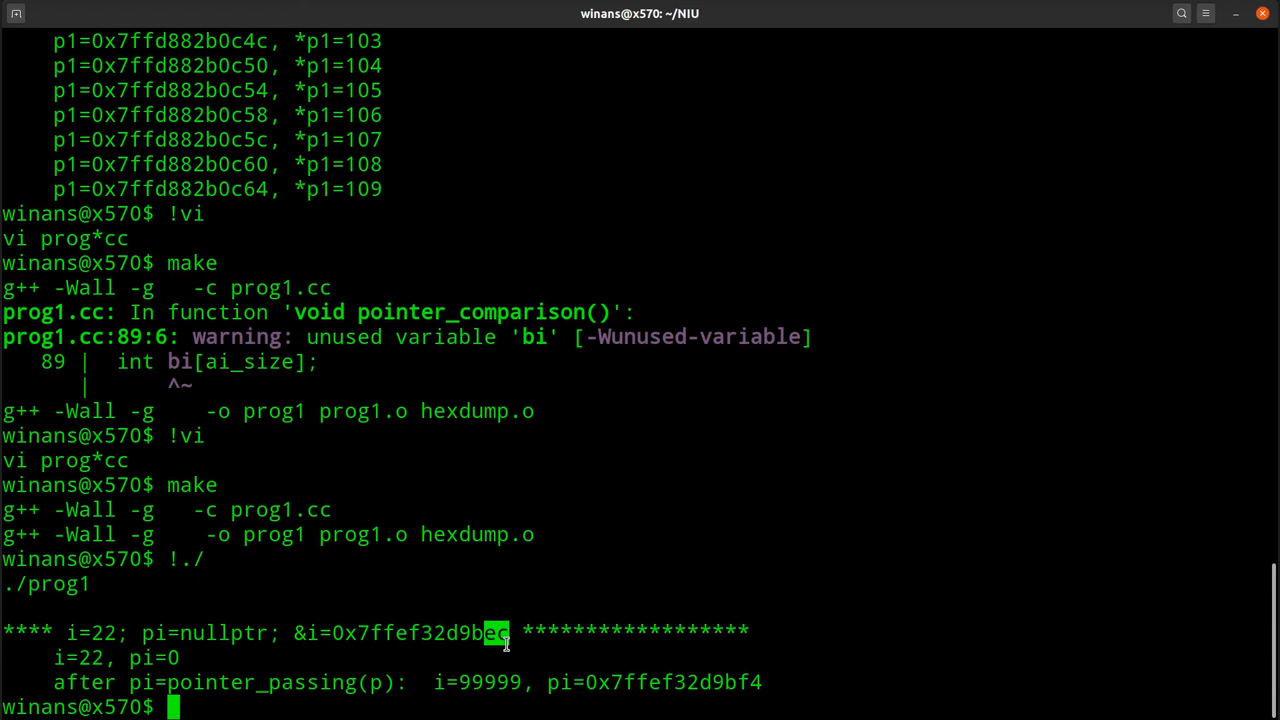 winans@x570: ~/NIU
p1=0x7ffd882b0c4c, *p1=103
p1=0x7ffd882b0c50, *p1=104
p1=0x7ffd882b0c54, *p1=105
p1=0x7ffd882b0c58, *p1=106
p1=0x7ffd882b0c5c, *p1=107
p1=0x7ffd882b0c60, *p1=108
p1=0x7ffd882b0c64, *p1=109
winans@x570$ !vi
vi prog*cc
winans@x570$ make
g++ -Wall -g   -c prog1.cc
prog1.cc: In function 'void pointer_comparison()':
prog1.cc:89:6: warning: unused variable 'bi' [-Wunused-variable]
   89 |  int bi[ai_size];
      |      ^~
g++ -Wall -g    -o prog1 prog1.o hexdump.o
winans@x570$ !vi
vi prog*cc
winans@x570$ make
g++ -Wall -g   -c prog1.cc
g++ -Wall -g    -o prog1 prog1.o hexdump.o
winans@x570$ !./
./prog1
**** i=22; pi=nullptr; &i=0x7ffef32d9bec ******************
    i=22, pi=0
    after pi=pointer_passing(p):  i=99999, pi=0x7ffef32d9bf4
winans@x570$